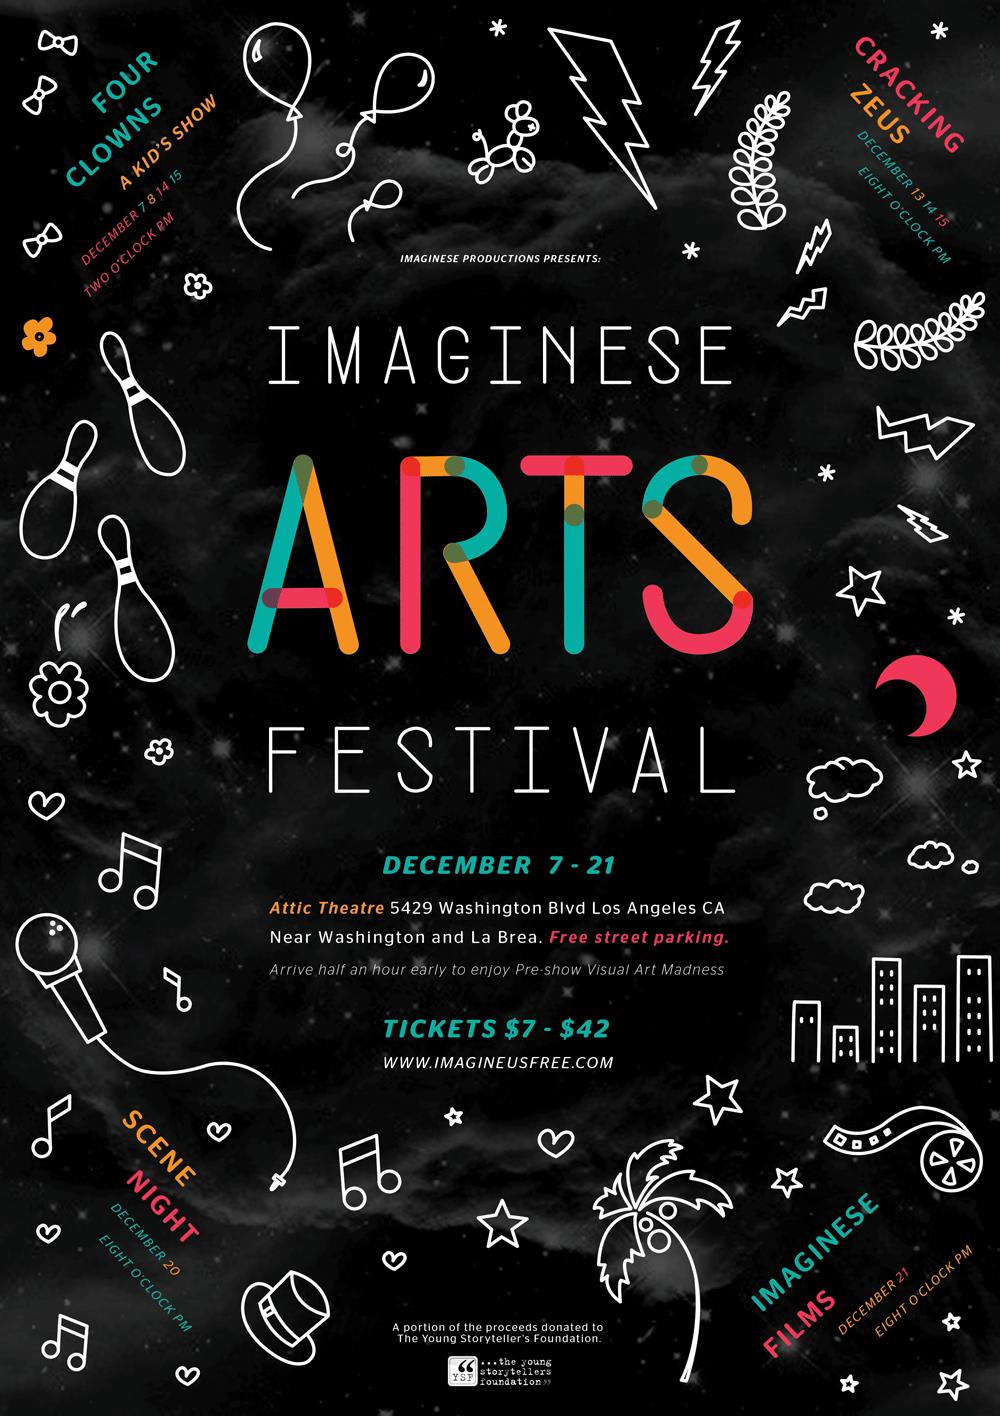 FOUR
CLOWNS
A KID'S SHOW
DECEMBER 7 8 14 15
TWO O'CLOCK PM
CRACKING
ZEUS
DECEMBER 13 14 15
EIGHT O'CLOCK PM
IMAGINESE PRODUCTIONS PRESENTS:
IMAGINESE
ARTS
FESTIVAL
DECEMBER 7 - 21
Attic Theatre 5429 Washington Blvd Los Angeles CA
Near Washington and La Brea. Free street parking.
Arrive half an hour early to enjoy Pre-show Visual Art Madness
TICKETS $7 - $42
WWW.IMAGINEUSFREE.COM
SCENE
NIGHT
DECEMBER 20
EIGHT O'CLOCK PM
IMAGINESE
FILMS
DECEMBER 21
EIGHT O'CLOCK PM
A portion of the proceeds donated to
The Young Storyteller's Foundation.
“ YSF
...the young
storytellers
foundation”